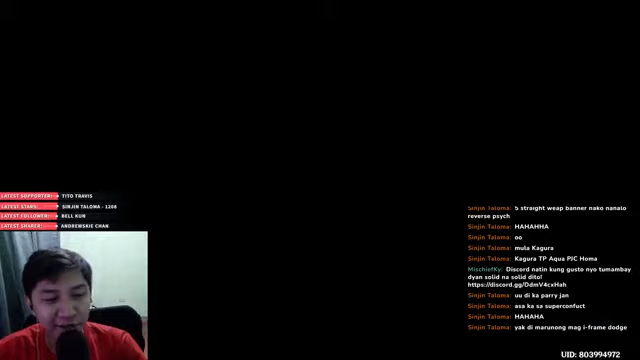 LATEST SUPPORTER: TITO TRAVIS
LATEST STARS: SINJIN TALOMA - 1208
LATEST FOLLOWER: BELL KUN
LATEST SHARER: ANDREWSKIE CHAN
Sinjin Taloma: 5 straight weap banner nako nanalo
reverse psych
Sinjin Taloma: HAHAHHA
Sinjin Taloma: oo
Sinjin Taloma: mula Kagura
Sinjin Taloma: Kagura TP Aqua PJC Homa
MischiefKy: Discord natin kung gusto nyo tumambay
dyan solid na solid dito!
https://discord.gg/DdmV4cxHah
Sinjin Taloma: uu di ka parry jan
Sinjin Taloma: asa ka sa superconfuct
Sinjin Taloma: HAHAHA
Sinjin Taloma: yak di marunong mag i-frame dodge
UID: 803994972